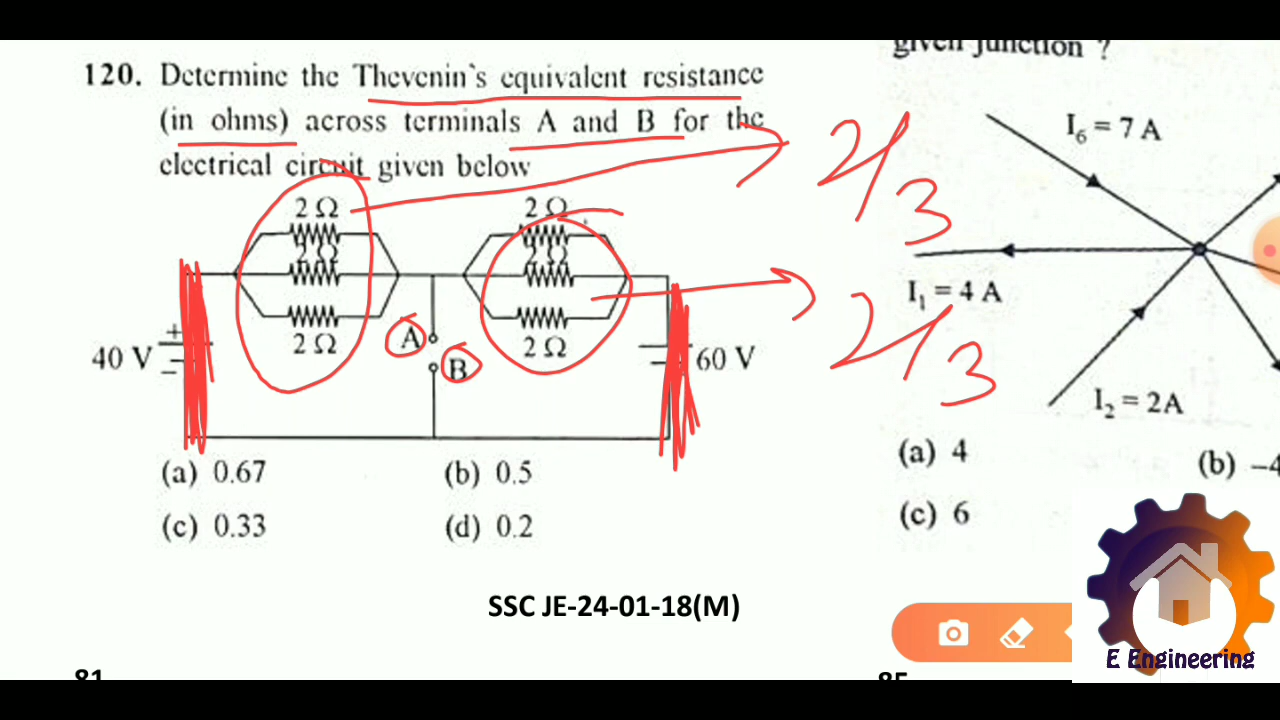 given junction ?
120. Determine the Thevenin`s equivalent resistance
(in ohms) across terminals A and B for the
electrical circuit given below
2 Ω
2 Ω
2 Ω
2 Ω
2 Ω
2 Ω
A
B
+
−
40 V
60 V
(a) 0.67
(b) 0.5
(c) 0.33
(d) 0.2
SSC JE-24-01-18(M)
2/3
2/3
I₆ = 7 A
I₁ = 4 A
I₂ = 2A
(a) 4
(b) –4
(c) 6
E Engineering